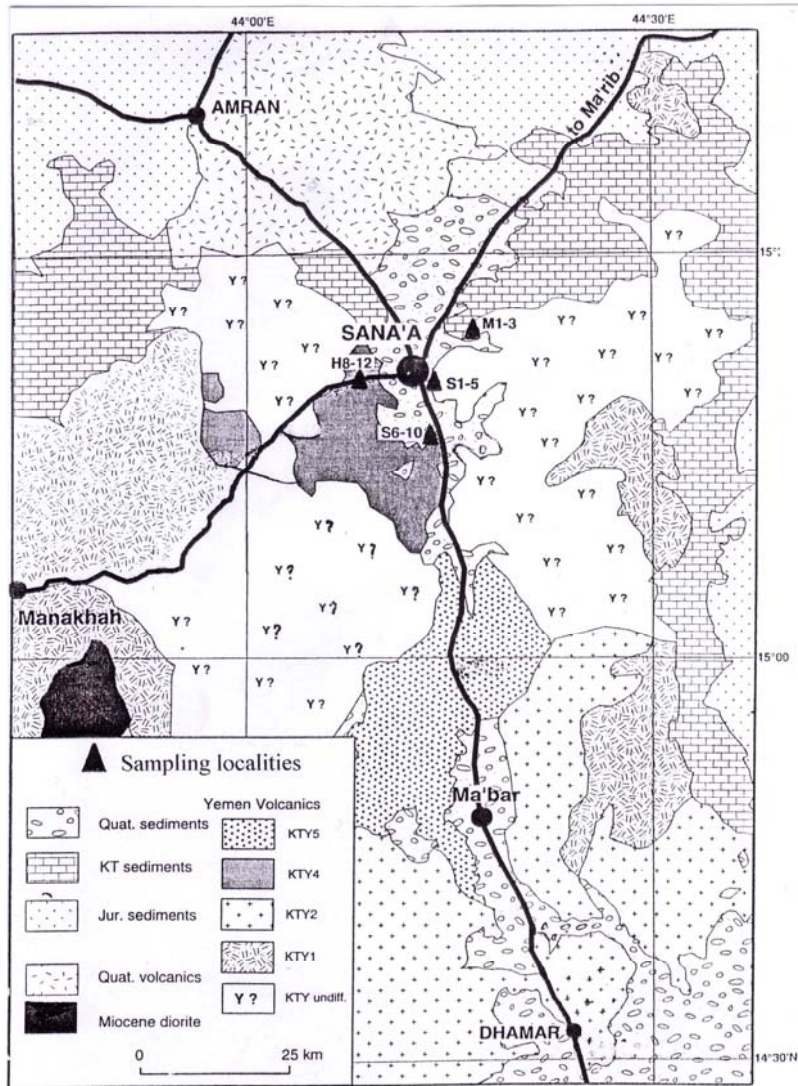 44°00'E
44°30'E
AMRAN
to Ma'rib
15°
Y?
Y?
Y?
Y?
Y?
Y?
Y?
Y?
Y?
Y?
SANA'A
M1-3
H8-12
S1-5
Y?
Y?
Y?
Y?
Y?
S6-10
Y?
Y?
Y?
Y?
Y?
Y?
Y?
Y?
Y?
Y?
Manakhah
Y?
Y?
Y?
Y?
Y?
Y?
Y?
15°00
Y?
Sampling localities
Ma'bar
Yemen Volcanics
Quat. sediments
KTY5
KT sediments
KTY4
Jur. sediments
KTY2
Quat. volcanics
KTY1
Miocene diorite
Y? KTY undiff.
DHAMAR
0 25 km
14°30'N